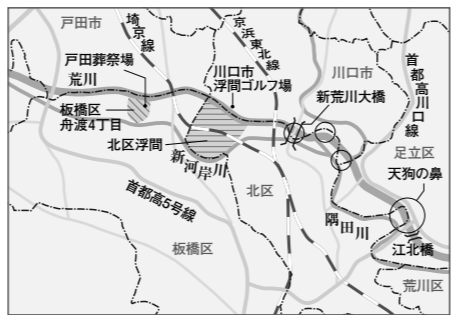 戸田市
埼京線
京浜東北線
戸田葬祭場
荒川
川口市
浮間ゴルフ場
川口市
首都高川口線
新荒川大橋
板橋区
舟渡4丁目
北区浮間
新河岸川
足立区
天狗の鼻
首都高5号線
北区
隅田川
江北橋
板橋区
荒川区